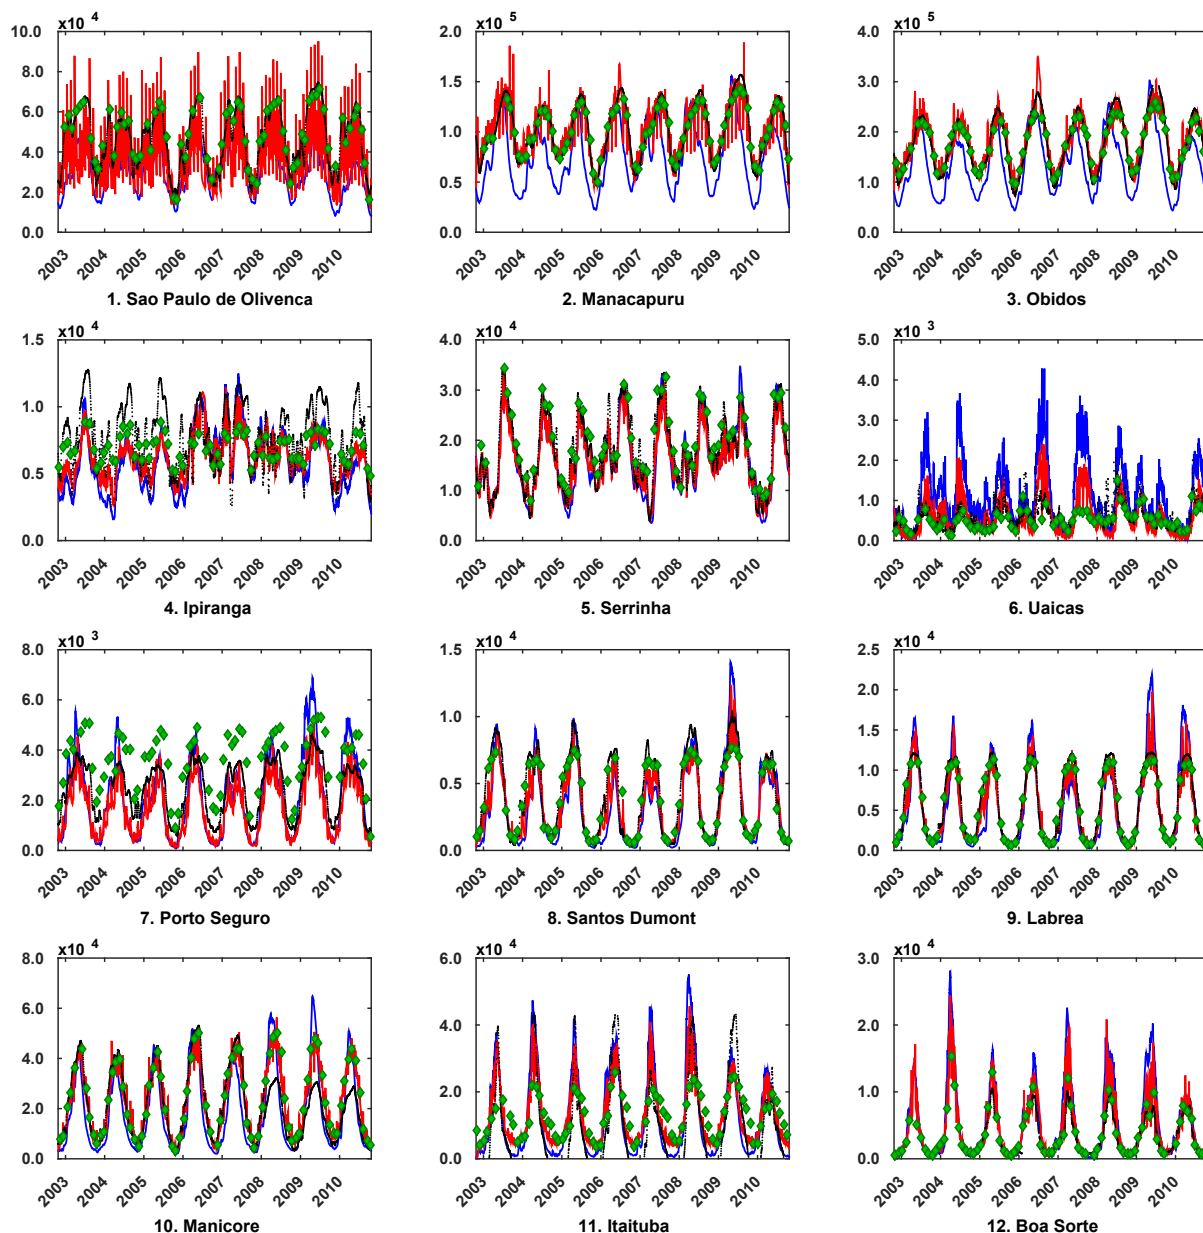 x10 4 x10 5 x10 5
10.0 2.0 4.0
8.0 1.5 3.0
6.0 1.0 2.0
4.0 0.5 1.0
2.0 0.0 0.0
0.0
2003 2004 2005 2006 2007 2008 2009 2010 2003 2004 2005 2006 2007 2008 2009 2010 2003 2004 2005 2006 2007 2008 2009 2010
1. Sao Paulo de Olivenca 2. Manacapuru 3. Obidos
x10 4 x10 4 x10 3
1.5 4.0 5.0
1.0 3.0 4.0
0.5 2.0 3.0
0.0 1.0 2.0
0.0 1.0
0.0
2003 2004 2005 2006 2007 2008 2009 2010 2003 2004 2005 2006 2007 2008 2009 2010 2003 2004 2005 2006 2007 2008 2009 2010
4. Ipiranga 5. Serrinha 6. Uaicas
x10 3 x10 4 x10 4
8.0 1.5 2.5
6.0 1.0 2.0
4.0 0.5 1.5
2.0 0.0 1.0
0.0 0.5
0.0
2003 2004 2005 2006 2007 2008 2009 2010 2003 2004 2005 2006 2007 2008 2009 2010 2003 2004 2005 2006 2007 2008 2009 2010
7. Porto Seguro 8. Santos Dumont 9. Labrea
x10 4 x10 4 x10 4
8.0 6.0 3.0
6.0 4.0 2.0
4.0 2.0 1.0
2.0 0.0 0.0
0.0
2003 2004 2005 2006 2007 2008 2009 2010 2003 2004 2005 2006 2007 2008 2009 2010 2003 2004 2005 2006 2007 2008 2009 2010
10. Manicore 11. Itaituba 12. Boa Sorte